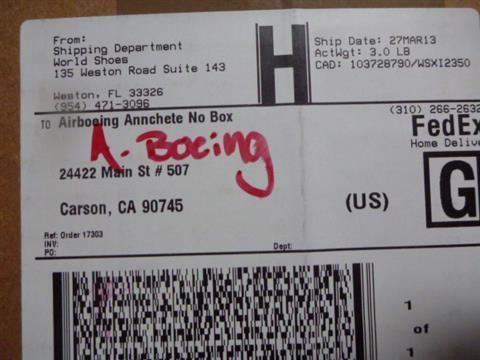 From:
Shipping Department
World Shoes
135 Weston Road Suite 143
Weston, FL 33326
(954) 471-3096
H
Ship Date: 27MAR13
ActWgt: 3.0 LB
CAD: 103728790/WSXI2350
TO Airboeing Annchete No Box
(310) 266-2632
A. Boeing
24422 Main St # 507
Carson, CA 90745
(US)
FedEx
Home Deliver
G
Ref: Order 17303
INV:
PO:
Dept:
1
of
1